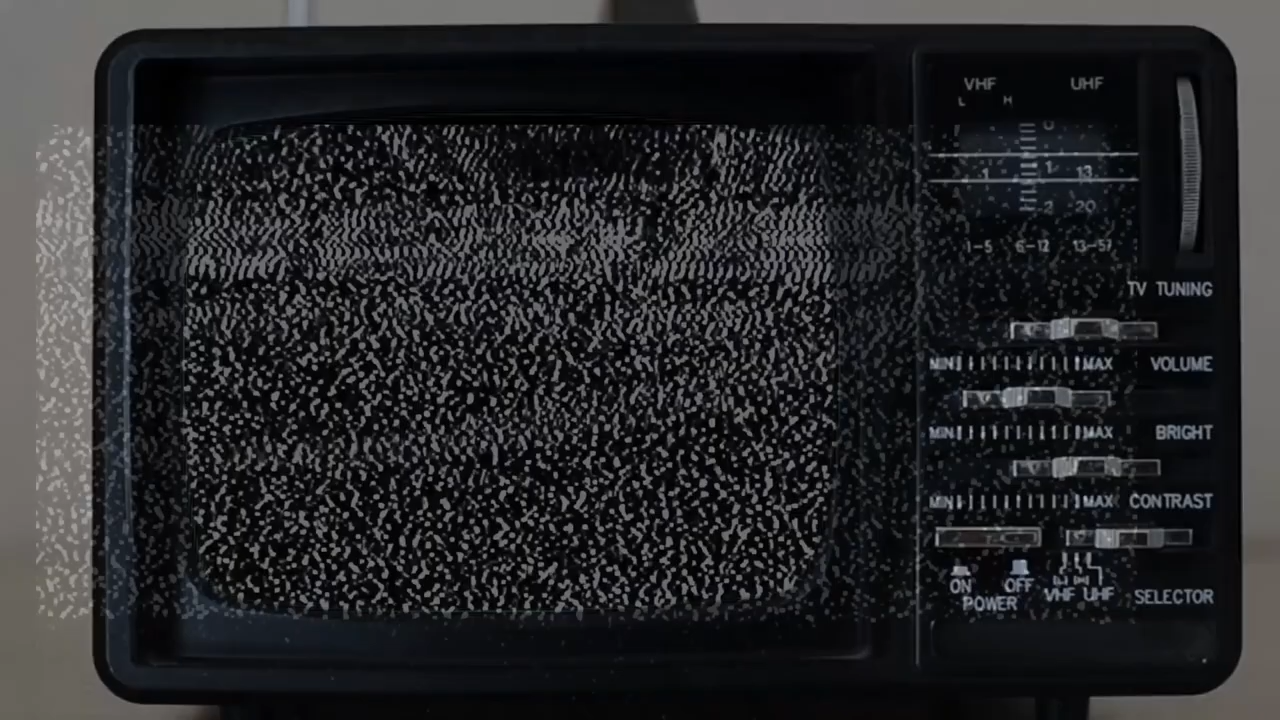 VHF UHF
L H
C
1 1 13
2 20
1-5 6-12 13-57
TV TUNING
MIN MAX VOLUME
MIN MAX BRIGHT
MIN MAX CONTRAST
ON OFF VHF UHF SELECTOR
POWER